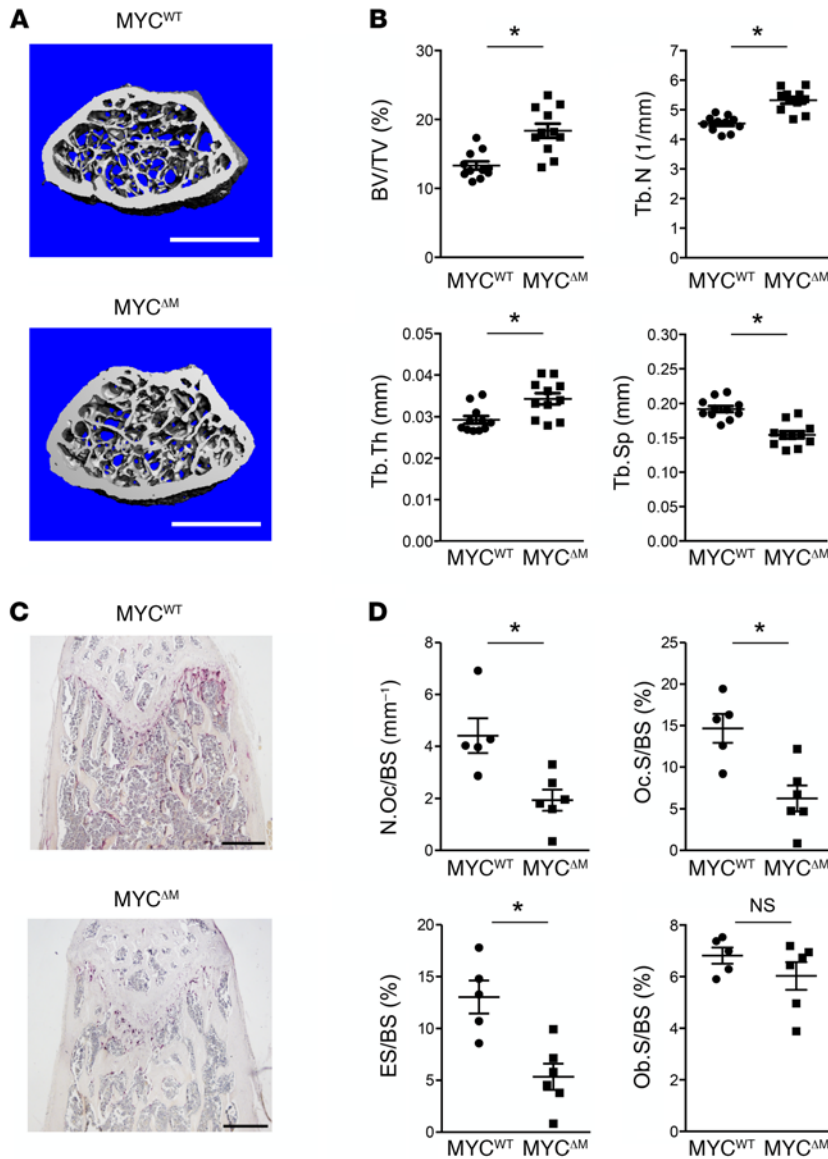 A
MYC^WT
MYC^ΔM
B
*
BV/TV (%)
30
20
10
0
MYC^WT MYC^ΔM
*
Tb.N (1/mm)
7
6
5
4
3
2
1
0
MYC^WT MYC^ΔM
*
Tb.Th (mm)
0.05
0.04
0.03
0.02
0.01
0.00
MYC^WT MYC^ΔM
*
Tb.Sp (mm)
0.30
0.25
0.20
0.15
0.10
0.05
0.00
MYC^WT MYC^ΔM
C
MYC^WT
MYC^ΔM
D
*
N.Oc/BS (mm⁻¹)
8
6
4
2
0
MYC^WT MYC^ΔM
*
Oc.S/BS (%)
25
20
15
10
5
0
MYC^WT MYC^ΔM
*
ES/BS (%)
20
15
10
5
0
MYC^WT MYC^ΔM
NS
Ob.S/BS (%)
8
6
4
2
0
MYC^WT MYC^ΔM